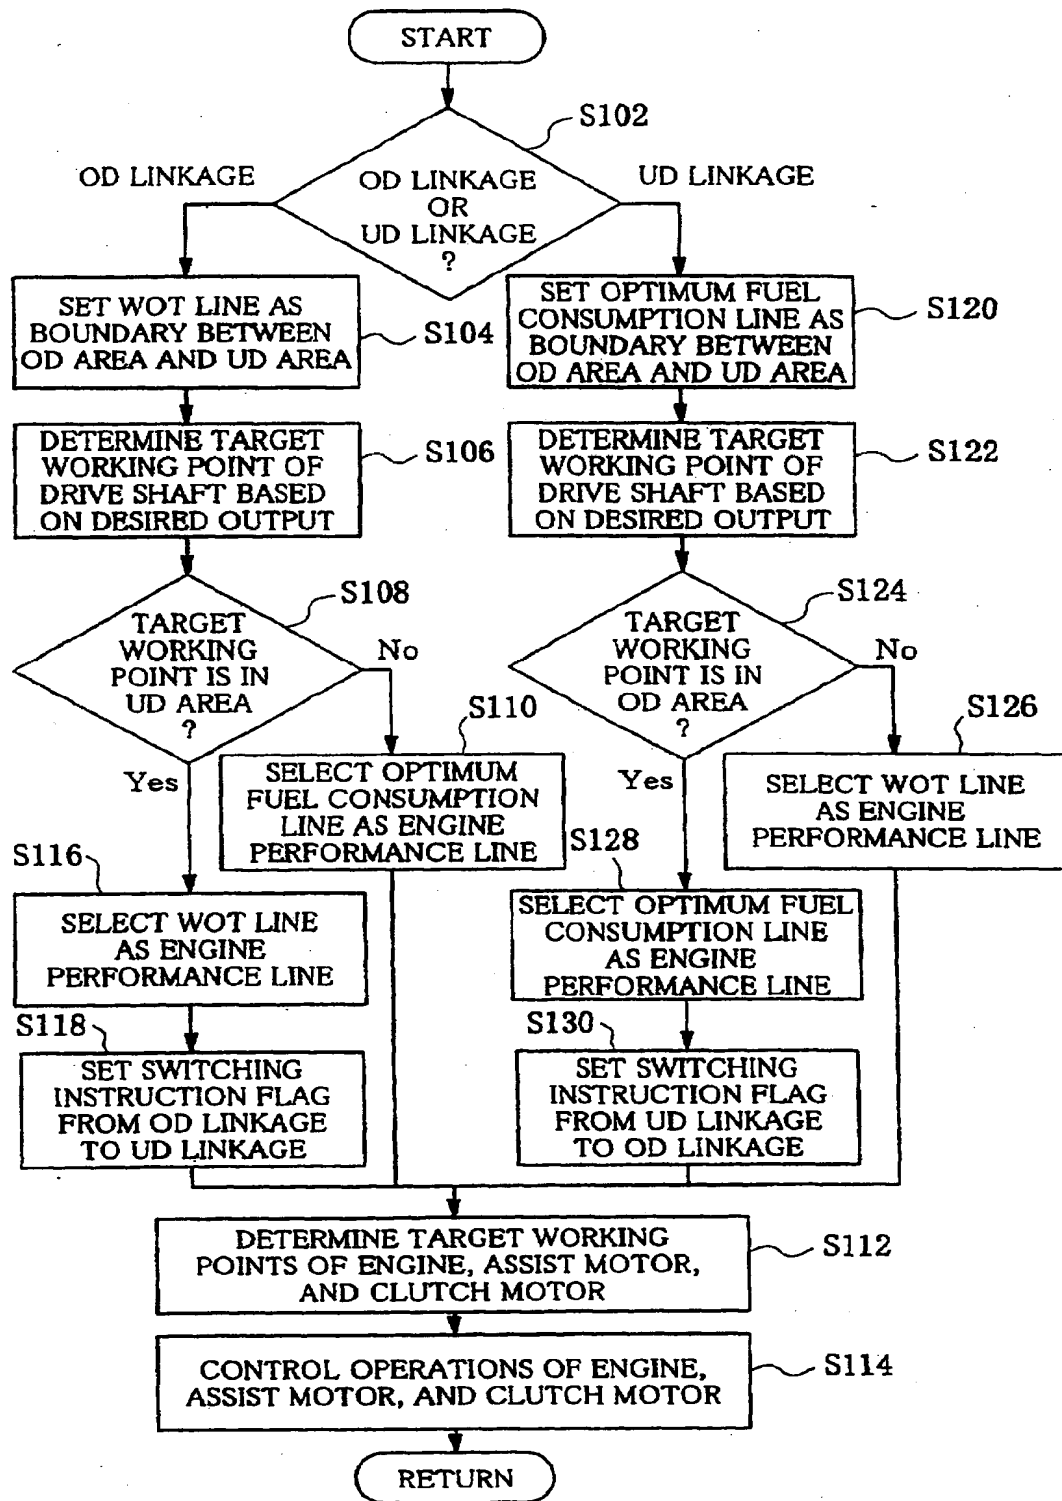 START
S102
OD LINKAGE
OD LINKAGE
OR
UD LINKAGE
?
UD LINKAGE
SET WOT LINE AS
BOUNDARY BETWEEN
OD AREA AND UD AREA
S104
SET OPTIMUM FUEL
CONSUMPTION LINE AS
BOUNDARY BETWEEN
OD AREA AND UD AREA
S120
DETERMINE TARGET
WORKING POINT OF
DRIVE SHAFT BASED
ON DESIRED OUTPUT
S106
DETERMINE TARGET
WORKING POINT OF
DRIVE SHAFT BASED
ON DESIRED OUTPUT
S122
S108
TARGET
WORKING
POINT IS IN
UD AREA
?
No
Yes
S124
TARGET
WORKING
POINT IS IN
OD AREA
?
No
Yes
S110
SELECT OPTIMUM
FUEL CONSUMPTION
LINE AS ENGINE
PERFORMANCE LINE
S126
SELECT WOT LINE
AS ENGINE
PERFORMANCE LINE
S116
SELECT WOT LINE
AS ENGINE
PERFORMANCE LINE
S128
SELECT OPTIMUM FUEL
CONSUMPTION LINE
AS ENGINE
PERFORMANCE LINE
S118
SET SWITCHING
INSTRUCTION FLAG
FROM OD LINKAGE
TO UD LINKAGE
S130
SET SWITCHING
INSTRUCTION FLAG
FROM UD LINKAGE
TO OD LINKAGE
DETERMINE TARGET WORKING
POINTS OF ENGINE, ASSIST MOTOR,
AND CLUTCH MOTOR
S112
CONTROL OPERATIONS OF ENGINE,
ASSIST MOTOR, AND CLUTCH MOTOR
S114
RETURN